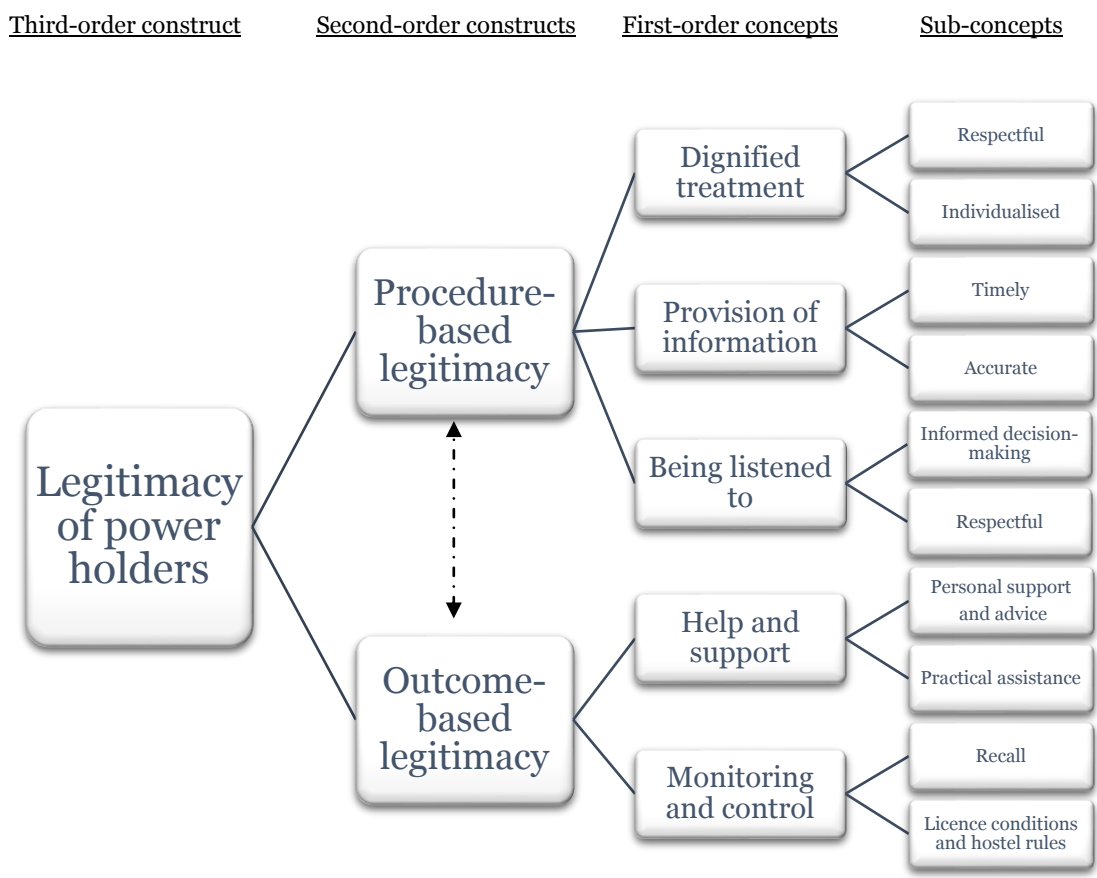 Third-order construct
Second-order constructs
First-order concepts
Sub-concepts
Legitimacy
of power
holders
Procedure-
based
legitimacy
Outcome-
based
legitimacy
Dignified
treatment
Provision of
information
Being listened
to
Help and
support
Monitoring
and control
Respectful
Individualised
Timely
Accurate
Informed decision-
making
Respectful
Personal support
and advice
Practical assistance
Recall
Licence conditions
and hostel rules